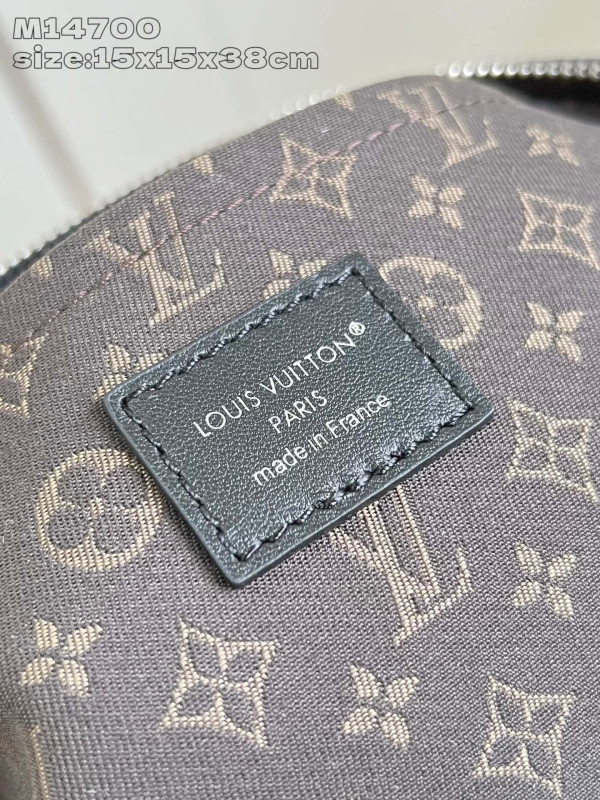 M14700
size:15x15x38cm
LOUIS VUITTON®
PARIS
made in France